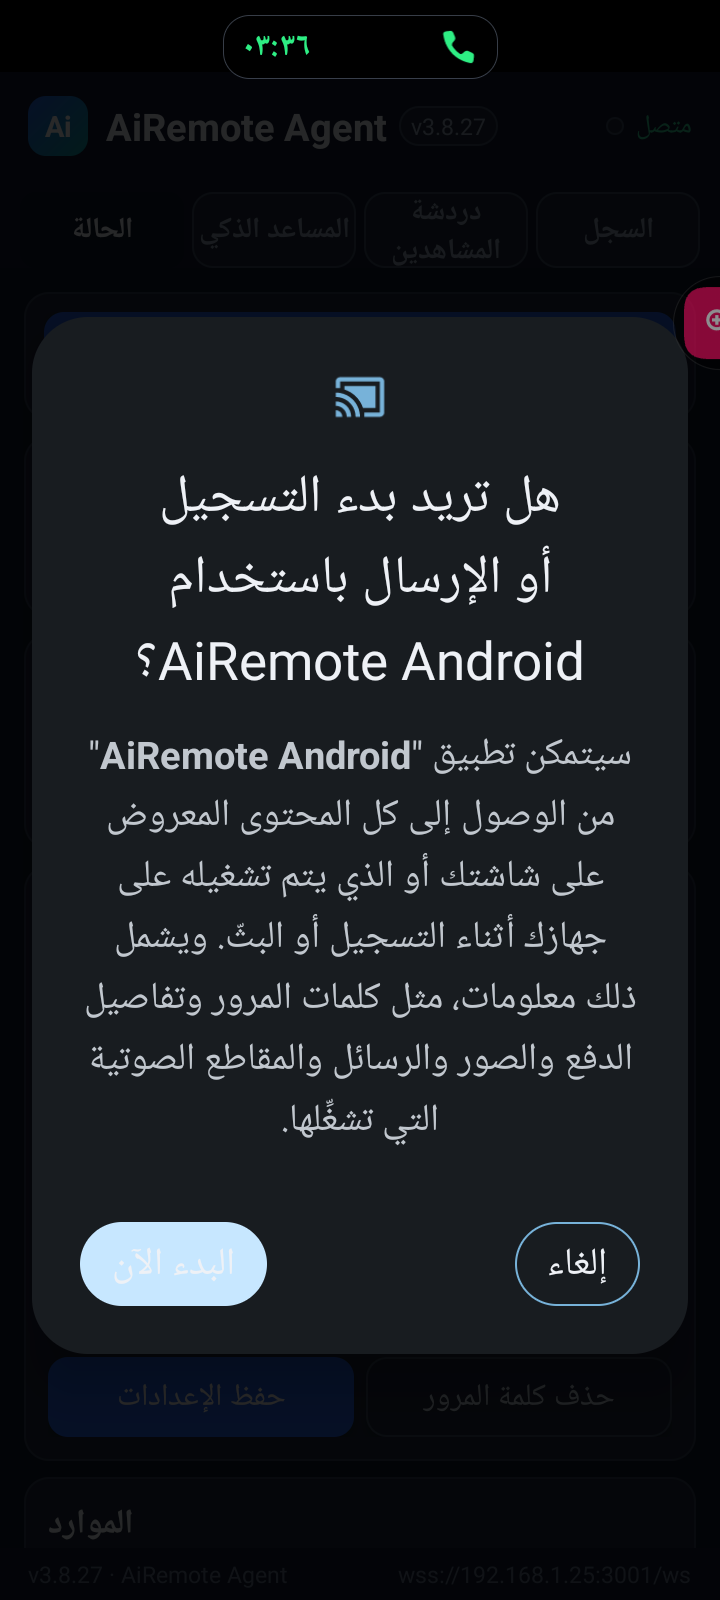 ٠٣:٣٦
Ai AiRemote Agent v3.8.27 متصل
الحالة المساعد الذكي دردشة المشاهدين السجل
هل تريد بدء التسجيل
أو الإرسال باستخدام
AiRemote Android؟
سيتمكن تطبيق "AiRemote Android"
من الوصول إلى كل المحتوى المعروض
على شاشتك أو الذي يتم تشغيله على
جهازك أثناء التسجيل أو البثّ. ويشمل
ذلك معلومات، مثل كلمات المرور وتفاصيل
الدفع والصور والرسائل والمقاطع الصوتية
التي تشغِّلها.
إلغاء
البدء الآن
حذف كلمة المرور
حفظ الإعدادات
الموارد
v3.8.27 · AiRemote Agent
wss://192.168.1.25:3001/ws